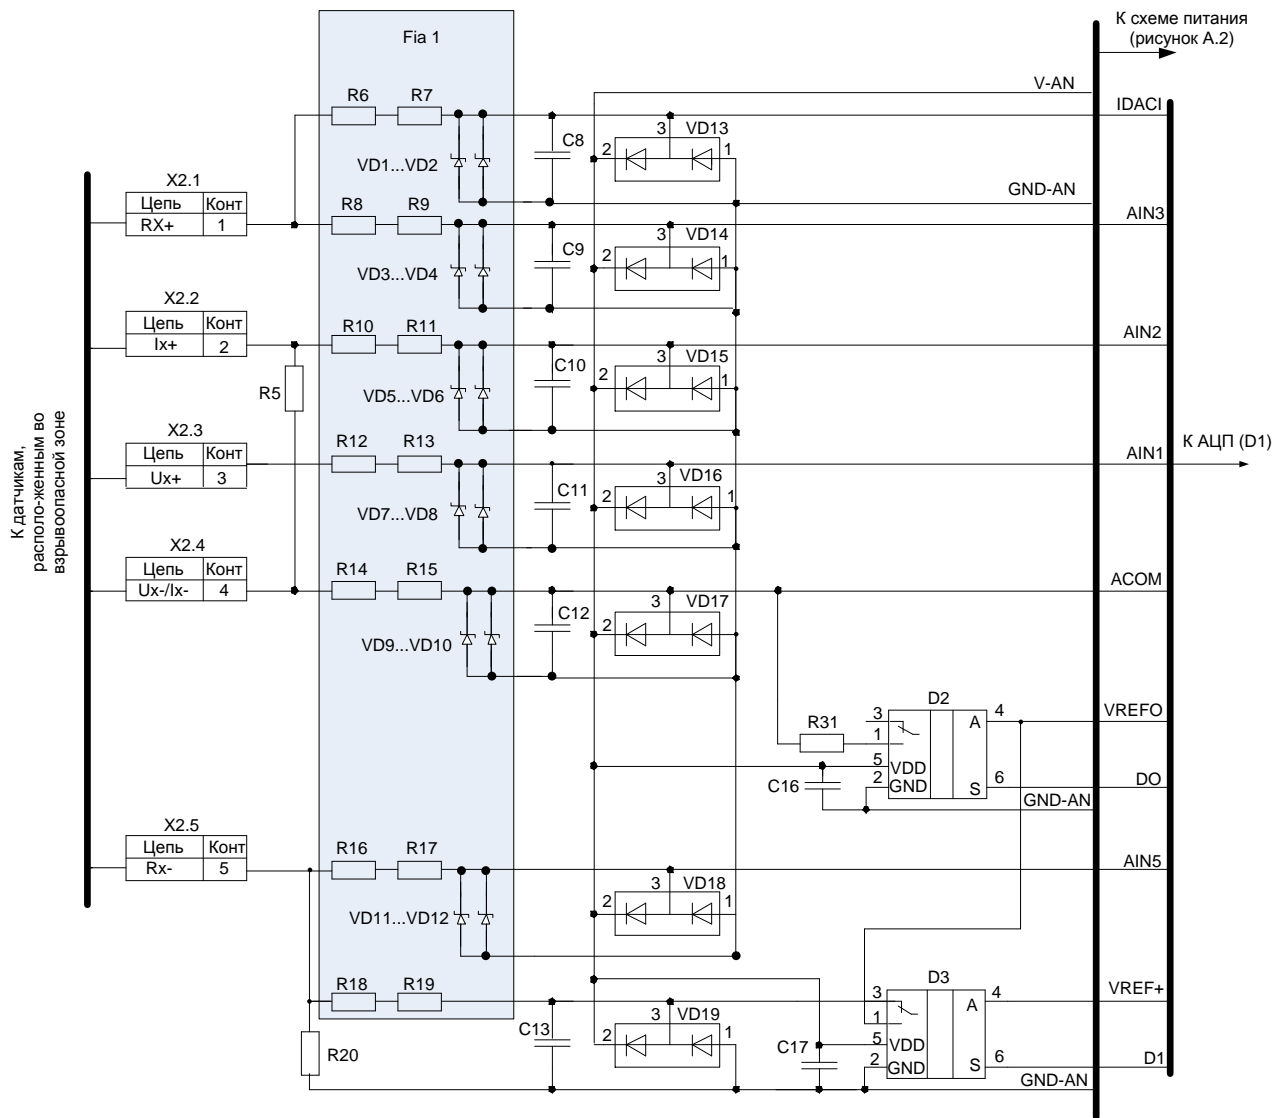 К схеме питания
(рисунок А.2)
Fia 1
V-AN
R6 R7
IDACI
C8
3 VD13
2 1
VD1...VD2
X2.1
GND-AN
Цепь Конт
R8 R9
AIN3
RX+ 1
3 VD14
C9
2 1
VD3...VD4
X2.2
Цепь Конт
R10 R11
AIN2
Ix+ 2
3 VD15
C10
2 1
R5
VD5...VD6
X2.3
К АЦП (D1)
Цепь Конт
R12 R13
AIN1
Ux+ 3
3 VD16
C11
2 1
VD7...VD8
К датчикам,
располо-женным во
взрывоопасной зоне
X2.4
Цепь Конт
R14 R15
ACOM
Ux-/Ix- 4
3 VD17
C12
2 1
VD9...VD10
D2
3 A 4
VREFO
R31
1
5 VDD
C16
2 GND S 6
DO
GND-AN
X2.5
Цепь Конт
R16 R17
AIN5
Rx- 5
3 VD18
2 1
VD11...VD12
R18 R19
D3
3 A 4
VREF+
3 VD19
1
C13
2 1
C17
5 VDD
R20
2 GND S 6
D1
GND-AN